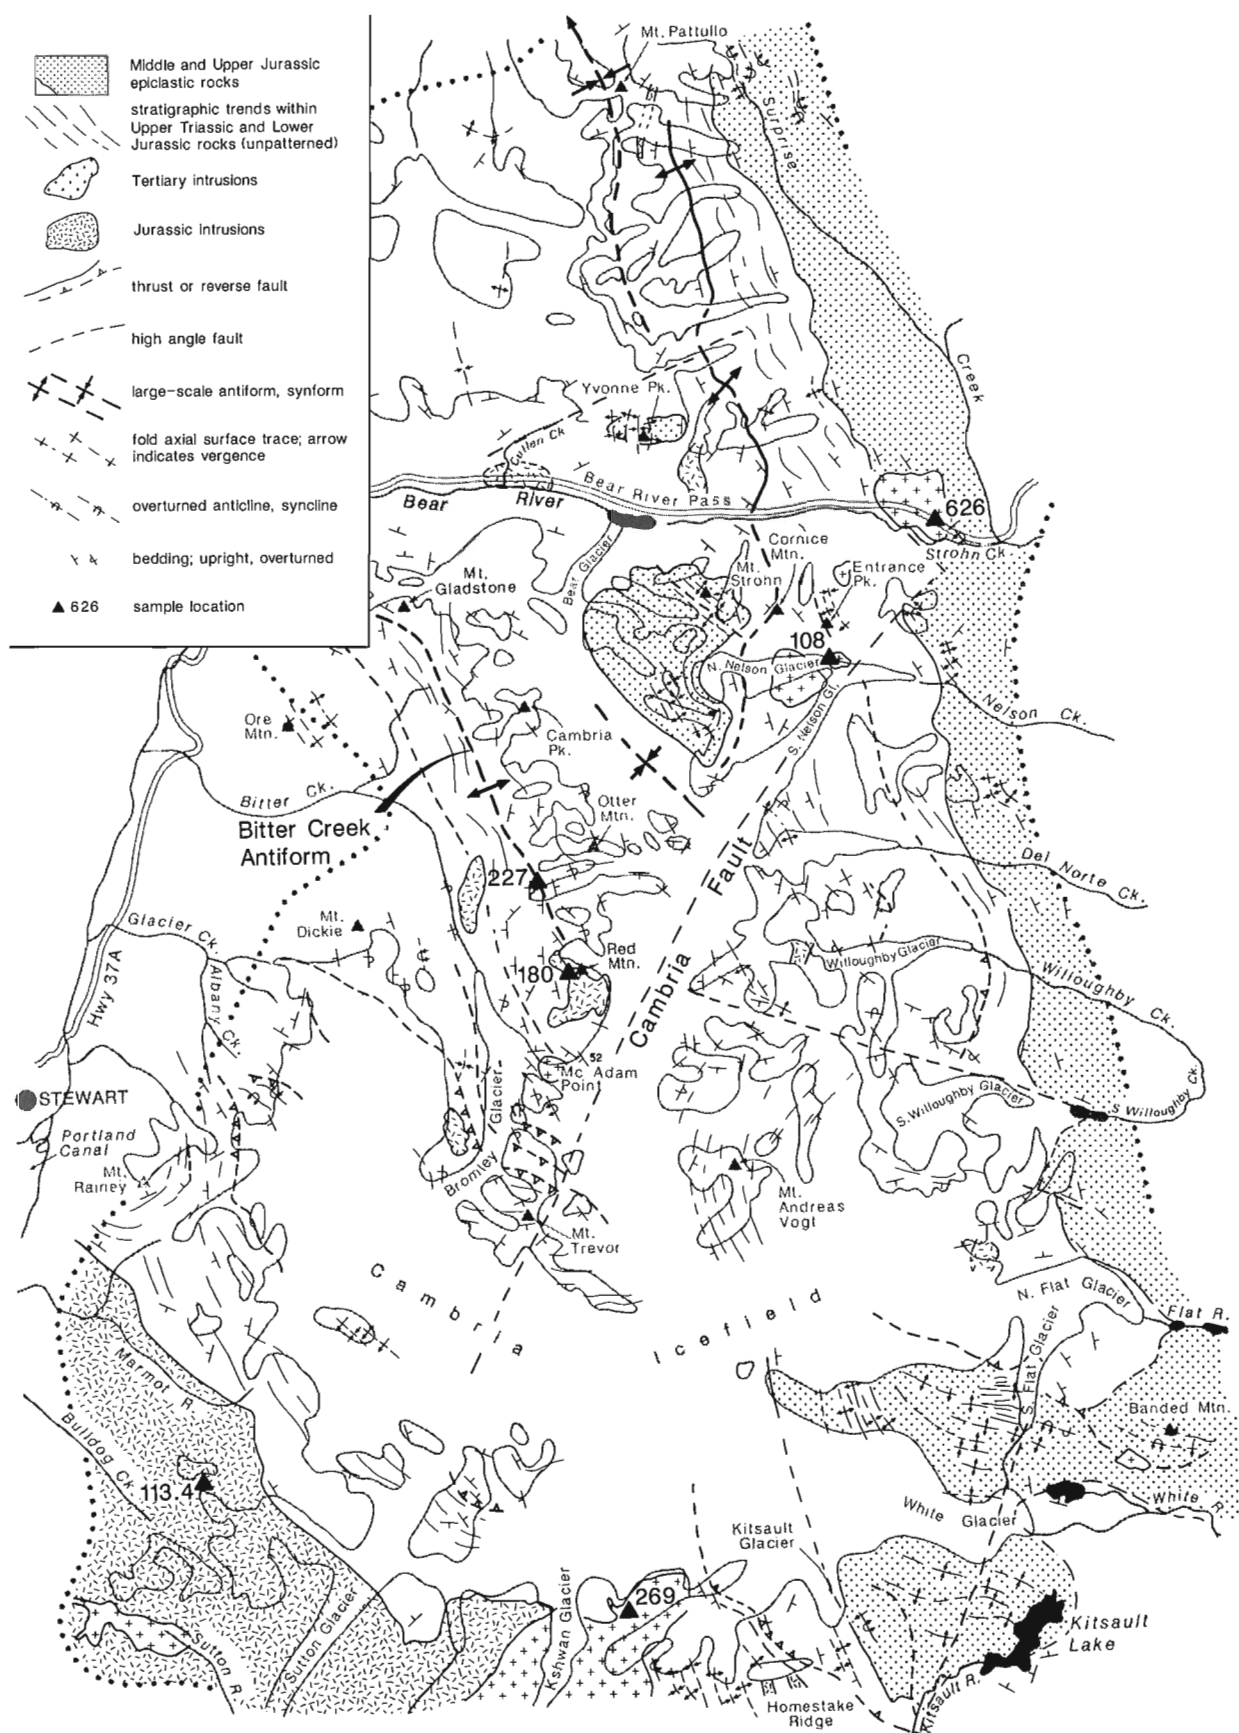 Middle and Upper Jurassic
epiclastic rocks
stratigraphic trends within
Upper Triassic and Lower
Jurassic rocks (unpatterned)
Tertiary intrusions
Jurassic intrusions
thrust or reverse fault
high angle fault
large-scale antiform, synform
fold axial surface trace; arrow
indicates vergence
overturned anticline, syncline
bedding; upright, overturned
626
sample location
Mt. Pattullo
Surprise
Creek
Yvonne Pk.
Cullen Ck
Bear River Pass
Bear River
626
Strohn Ck.
Cornice
Mtn.
Mt.
Strohn
Entrance
Pk.
Bear Glacier
Mt.
Gladstone
108
N. Nelson Glacier
S. Nelson Gl.
Nelson Ck.
Ore
Mtn.
Cambria
Pk.
Bitter Ck.
Otter
Mtn.
Bitter Creek
Antiform
Del Norte Ck.
227
Mt.
Dickie
Glacier Ck.
Albany Ck.
Hwy 37A
Red
Mtn.
180
Cambria Fault
Willoughby Glacier
Willoughby Ck.
52
Mc Adam
Point
STEWART
Portland
Canal
Mt.
Rainey
S. Willoughby Glacier
S Willoughby Ck.
Bromley Glacier
Mt.
Andreas
Vogt
Mt.
Trevor
Cambria Icefield
N. Flat Glacier
Flat R.
S. Flat Glacier
Marmot R
Bulldog Ck
Banded Mtn.
113 4
White Glacier
White R.
Kitsault
Glacier
269
Kshwan Glacier
Sutton Glacier
Sutton R
Kitsault
Lake
Kitsault R.
Homestake
Ridge